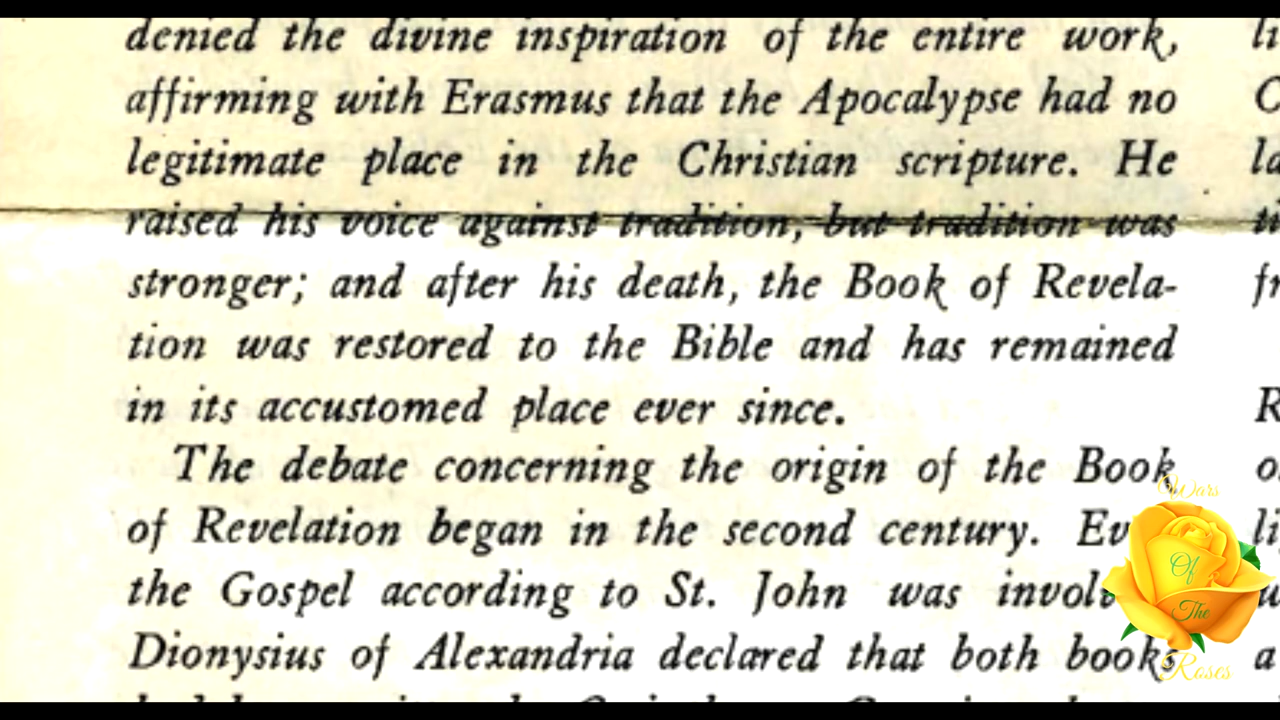 denied the divine inspiration of the entire work,
affirming with Erasmus that the Apocalypse had no
legitimate place in the Christian scripture. He
raised his voice against tradition, but tradition was
stronger; and after his death, the Book of Revela-
tion was restored to the Bible and has remained
in its accustomed place ever since.
The debate concerning the origin of the Book
of Revelation began in the second century.
the Gospel according to St. John was
Dionysius of Alexandria declared that both books
Wars
Of
The
Roses